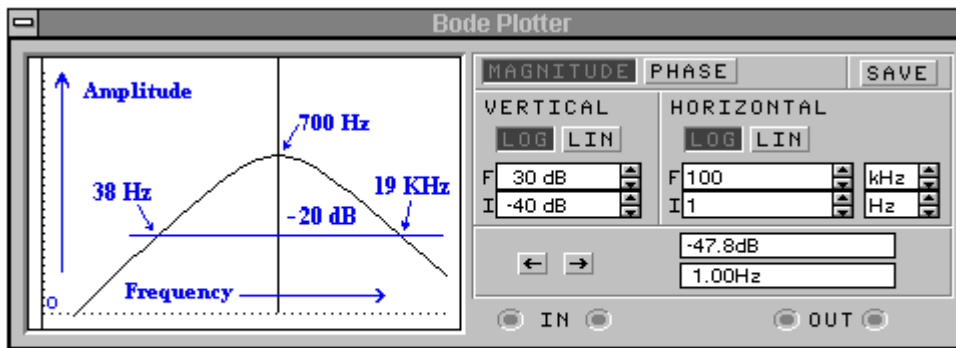 Bode Plotter
Amplitude
700 Hz
38 Hz
19 KHz
-20 dB
0
Frequency
MAGNITUDE PHASE SAVE
VERTICAL HORIZONTAL
LOG LIN LOG LIN
F 30 dB F 100 kHz
I -40 dB I 1 Hz
-47.8dB
1.00Hz
IN OUT